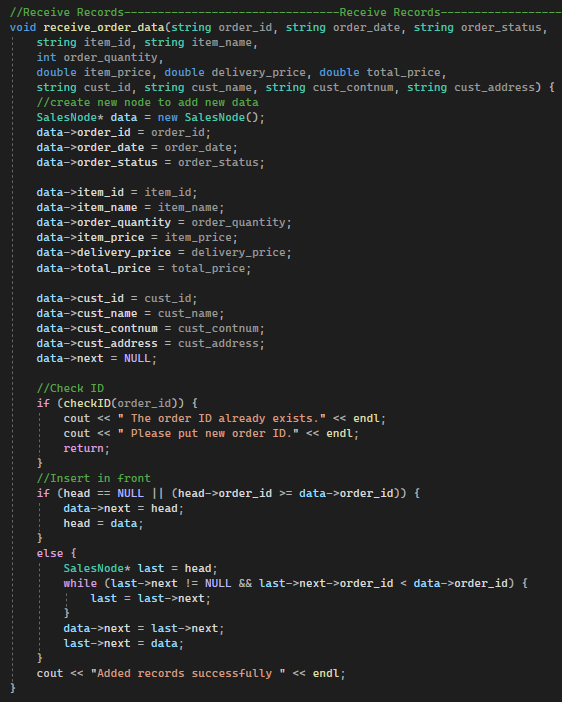 //Receive Records--------------------------------Receive Records------------------
void receive_order_data(string order_id, string order_date, string order_status,
    string item_id, string item_name,
    int order_quantity,
    double item_price, double delivery_price, double total_price,
    string cust_id, string cust_name, string cust_contnum, string cust_address) {
    //create new node to add new data
    SalesNode* data = new SalesNode();
    data->order_id = order_id;
    data->order_date = order_date;
    data->order_status = order_status;

    data->item_id = item_id;
    data->item_name = item_name;
    data->order_quantity = order_quantity;
    data->item_price = item_price;
    data->delivery_price = delivery_price;
    data->total_price = total_price;

    data->cust_id = cust_id;
    data->cust_name = cust_name;
    data->cust_contnum = cust_contnum;
    data->cust_address = cust_address;
    data->next = NULL;

    //Check ID
    if (checkID(order_id)) {
        cout << " The order ID already exists." << endl;
        cout << " Please put new order ID." << endl;
        return;
    }
    //Insert in front
    if (head == NULL || (head->order_id >= data->order_id)) {
        data->next = head;
        head = data;
    }
    else {
        SalesNode* last = head;
        while (last->next != NULL && last->next->order_id < data->order_id) {
            last = last->next;
        }
        data->next = last->next;
        last->next = data;
    }
    cout << "Added records successfully " << endl;
}